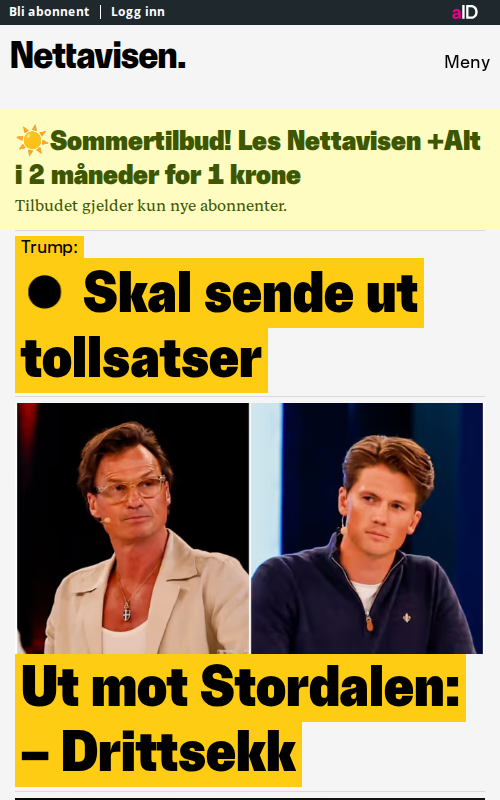 Bli abonnent | Logg inn
aID
Nettavisen.
Meny
☀️Sommertilbud! Les Nettavisen +Alt
i 2 måneder for 1 krone
Tilbudet gjelder kun nye abonnenter.
Trump:
● Skal sende ut
tollsatser
Ut mot Stordalen:
– Drittsekk